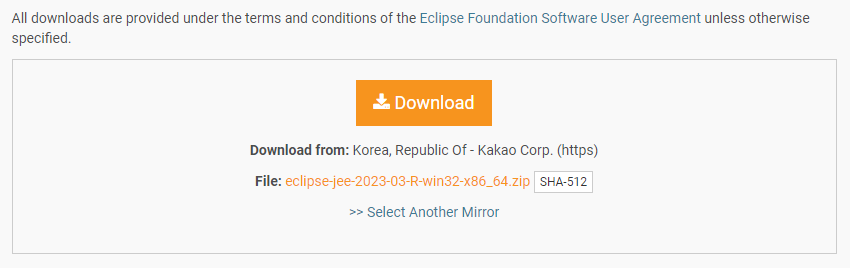 All downloads are provided under the terms and conditions of the Eclipse Foundation Software User Agreement unless otherwise
specified.
Download
Download from: Korea, Republic Of - Kakao Corp. (https)
File: eclipse-jee-2023-03-R-win32-x86_64.zip SHA-512
>> Select Another Mirror